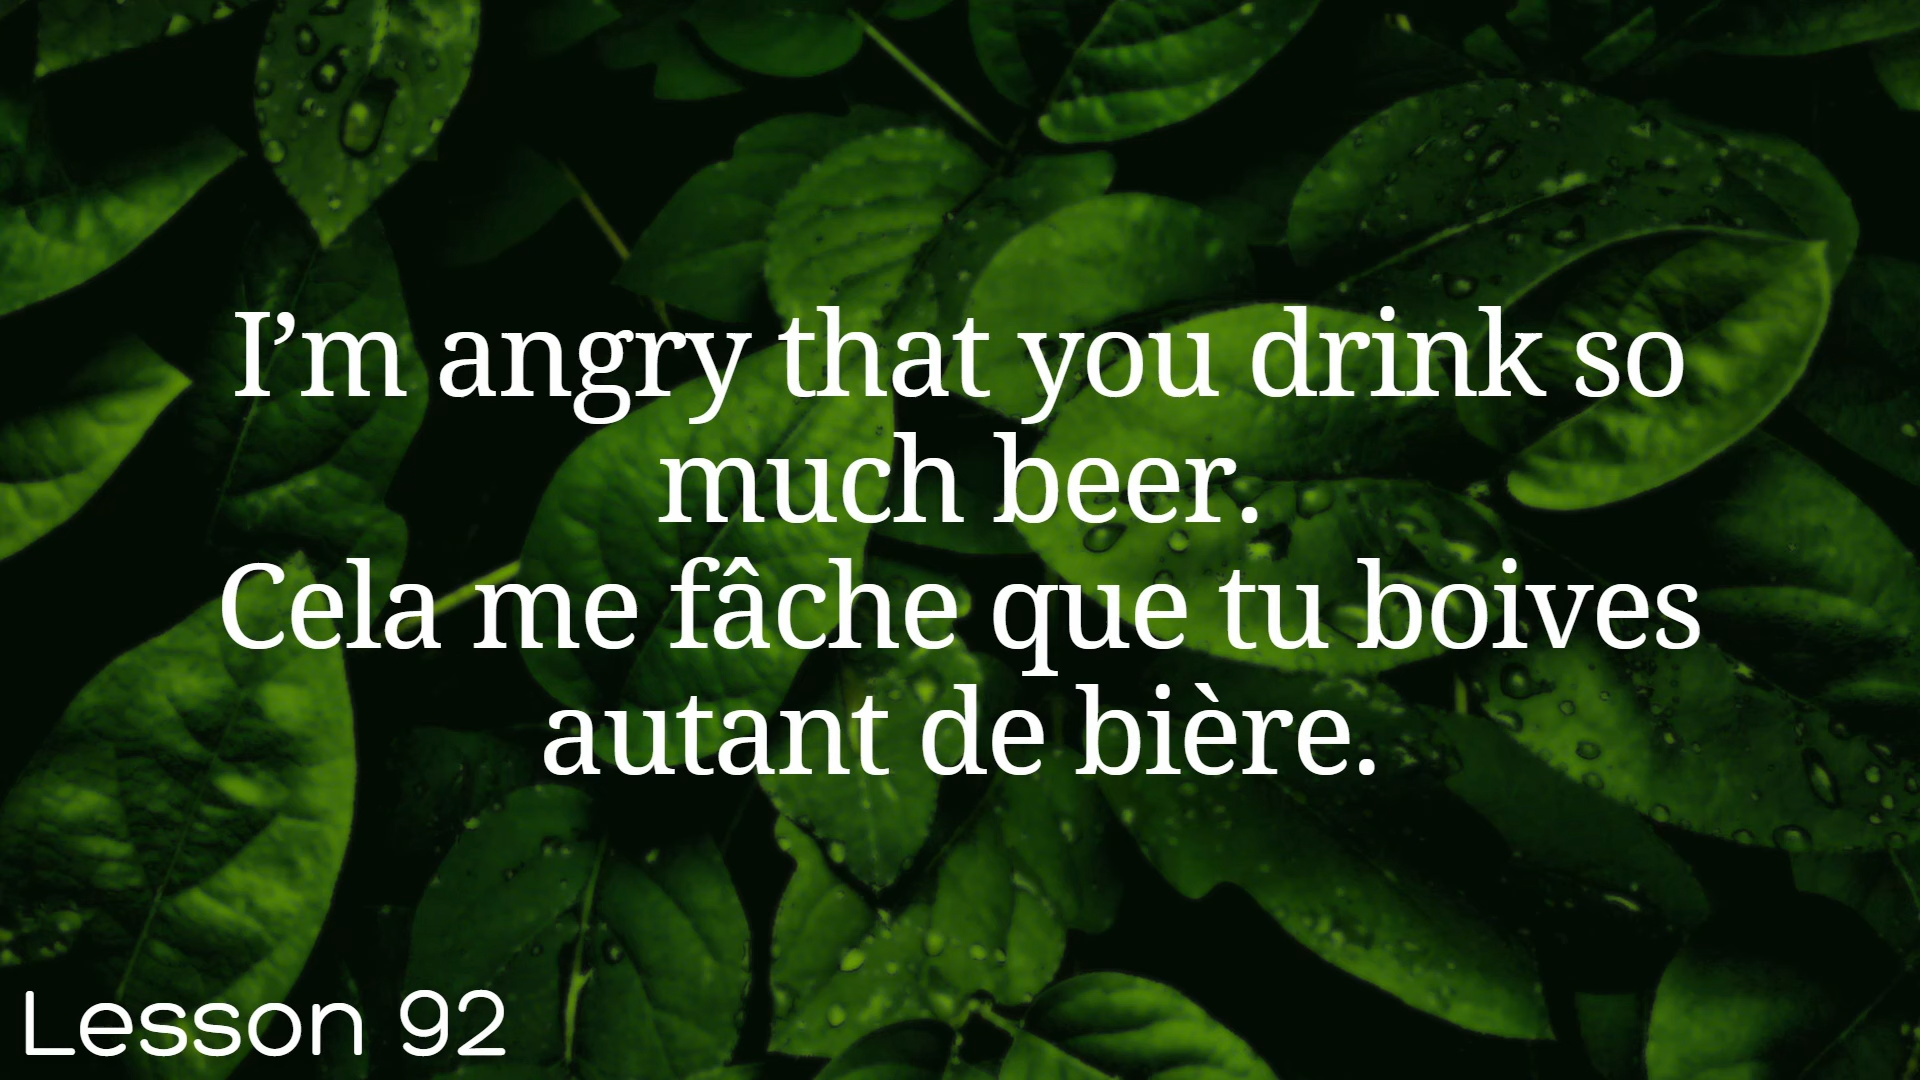 I’m angry that you drink so
much beer.
Cela me fâche que tu boives
autant de bière.
Lesson 92